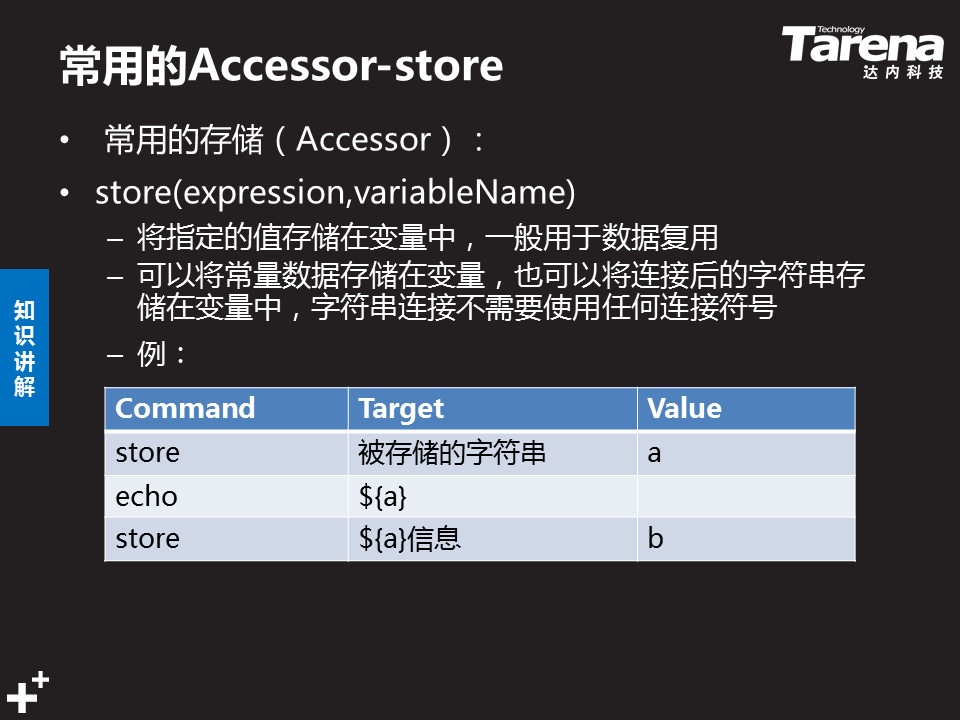 常用的Accessor-store
Technology
Tarena
达内科技
• 常用的存储（Accessor）：
• store(expression,variableName)
– 将指定的值存储在变量中，一般用于数据复用
– 可以将常量数据存储在变量，也可以将连接后的字符串存
储在变量中，字符串连接不需要使用任何连接符号
– 例：
知识讲解
Command Target Value
store 被存储的字符串 a
echo ${a}
store ${a}信息 b